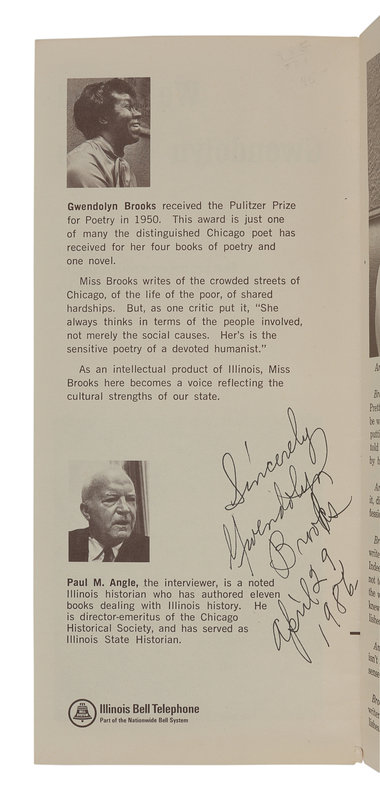 Gwendolyn Brooks received the Pulitzer Prize
for Poetry in 1950. This award is just one
of many the distinguished Chicago poet has
received for her four books of poetry and
one novel.
Miss Brooks writes of the crowded streets of
Chicago, of the life of the poor, of shared
hardships. But, as one critic put it, “She
always thinks in terms of the people involved,
not merely the social causes. Her's is the
sensitive poetry of a devoted humanist.”
As an intellectual product of Illinois, Miss
Brooks here becomes a voice reflecting the
cultural strengths of our state.
Sincerely
Gwendolyn
Brooks
April 29
1986
Paul M. Angle, the interviewer, is a noted
Illinois historian who has authored eleven
books dealing with Illinois history. He
is director-emeritus of the Chicago
Historical Society, and has served as
Illinois State Historian.
Illinois Bell Telephone
Part of the Nationwide Bell System